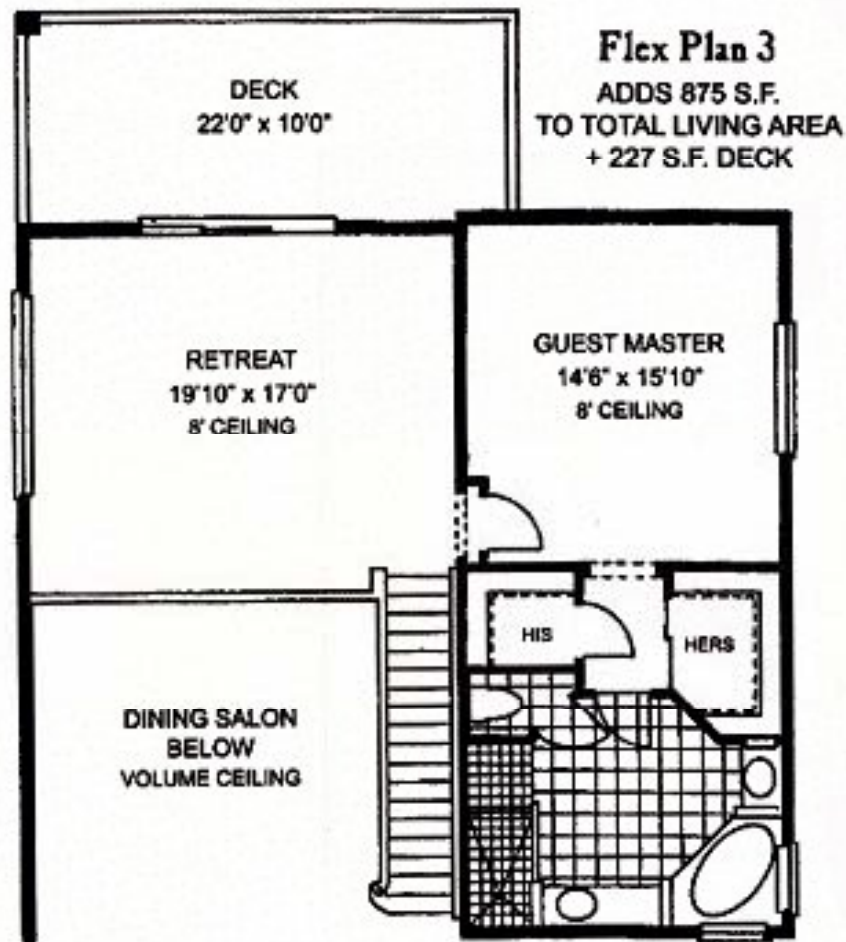 Flex Plan 3
ADDS 875 S.F.
TO TOTAL LIVING AREA
+ 227 S.F. DECK
DECK
22'0" x 10'0"
RETREAT
19'10" x 17'0"
8' CEILING
GUEST MASTER
14'6" x 15'10"
8' CEILING
HIS
HERS
DINING SALON
BELOW
VOLUME CEILING